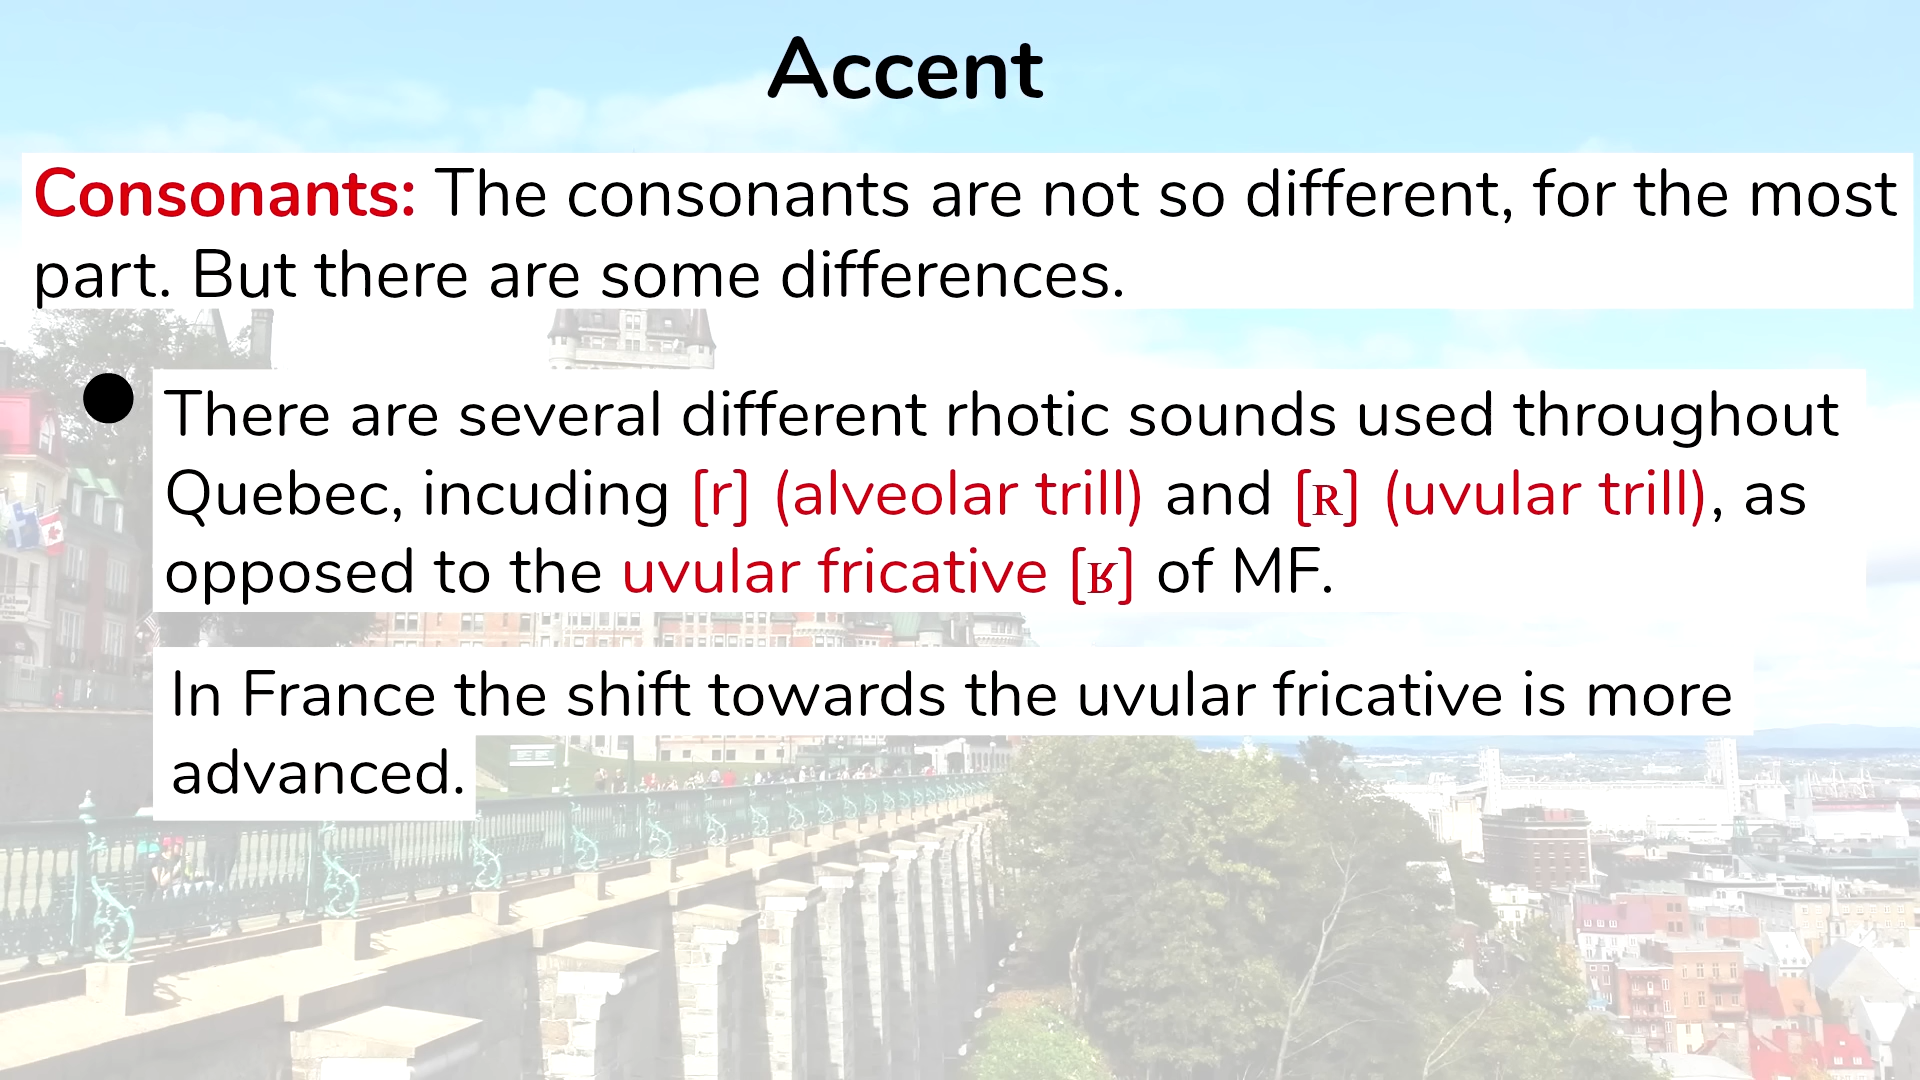 Accent
Consonants: The consonants are not so different, for the most
part. But there are some differences.
There are several different rhotic sounds used throughout
Quebec, incuding [r] (alveolar trill) and [ʀ] (uvular trill), as
opposed to the uvular fricative [ʁ] of MF.
In France the shift towards the uvular fricative is more
advanced.